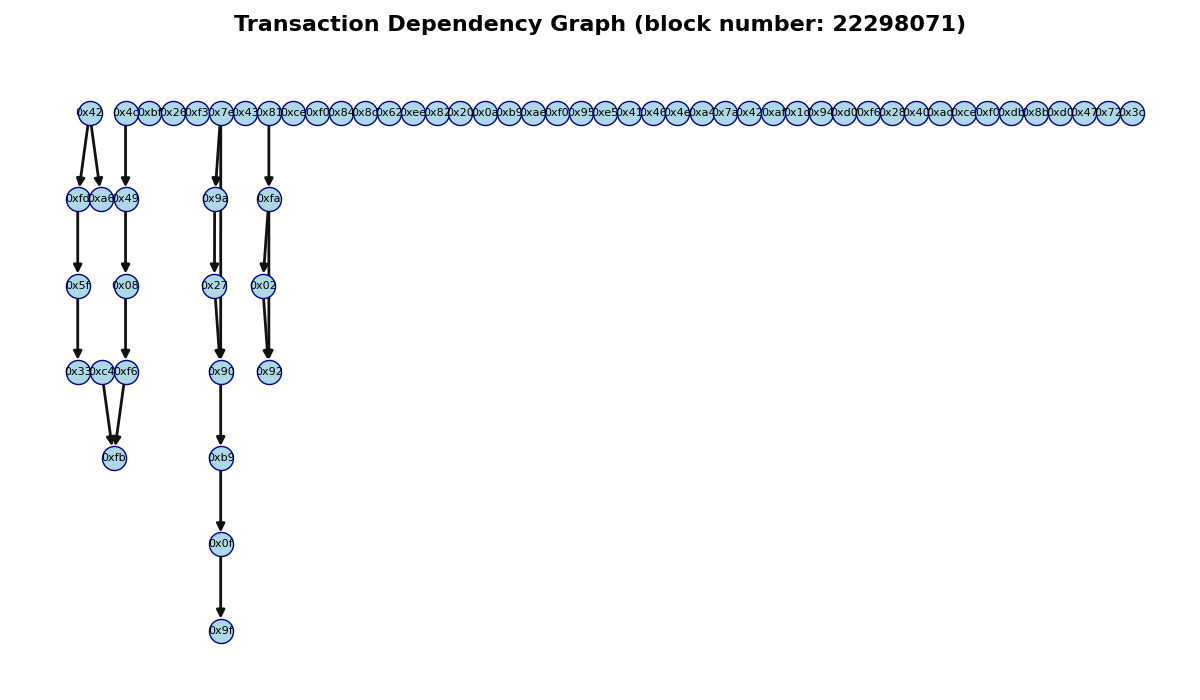 Transaction Dependency Graph (block number: 22298071)
0x42 0x4c 0xbf 0x26 0xf3 0x7e 0x43 0x81 0xce 0xf0 0x84 0x8d 0x62 0xee 0x82 0x20 0x0a 0xb9 0xae 0xf0 0x95 0xe5 0x41 0x46 0x4e 0xa4 0x7a 0x42 0xaf 0x1d 0x94 0xd0 0xf6 0x28 0x40 0xad 0xce 0xf0 0xdb 0x8b 0xd0 0x47 0x72 0x3c
0xfd 0xa6 0x49 0x9a 0xfa
0x5f 0x08 0x27 0x02
0x33 0xc4 0xf6 0x90 0x92
0xfb 0xb9
0x0f
0x9f